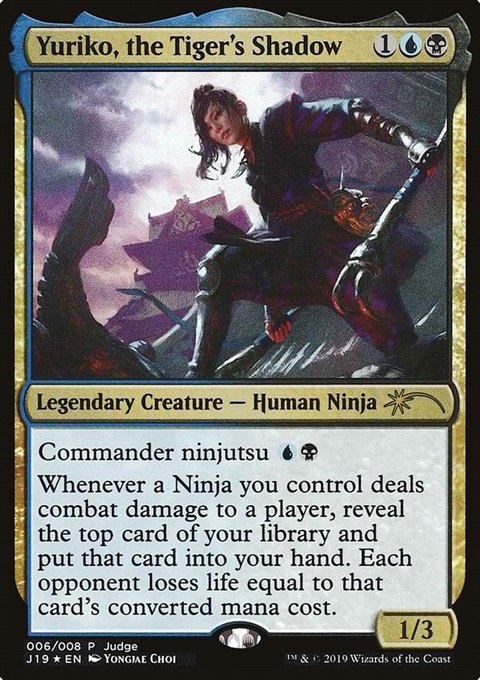 Yuriko, the Tiger's Shadow 1
Legendary Creature — Human Ninja
Commander ninjutsu
Whenever a Ninja you control deals
combat damage to a player, reveal
the top card of your library and
put that card into your hand. Each
opponent loses life equal to that
card's converted mana cost.
1/3
006/008 P Judge
J19 ★ EN Yongjae Choi
™ & © 2019 Wizards of the Coast